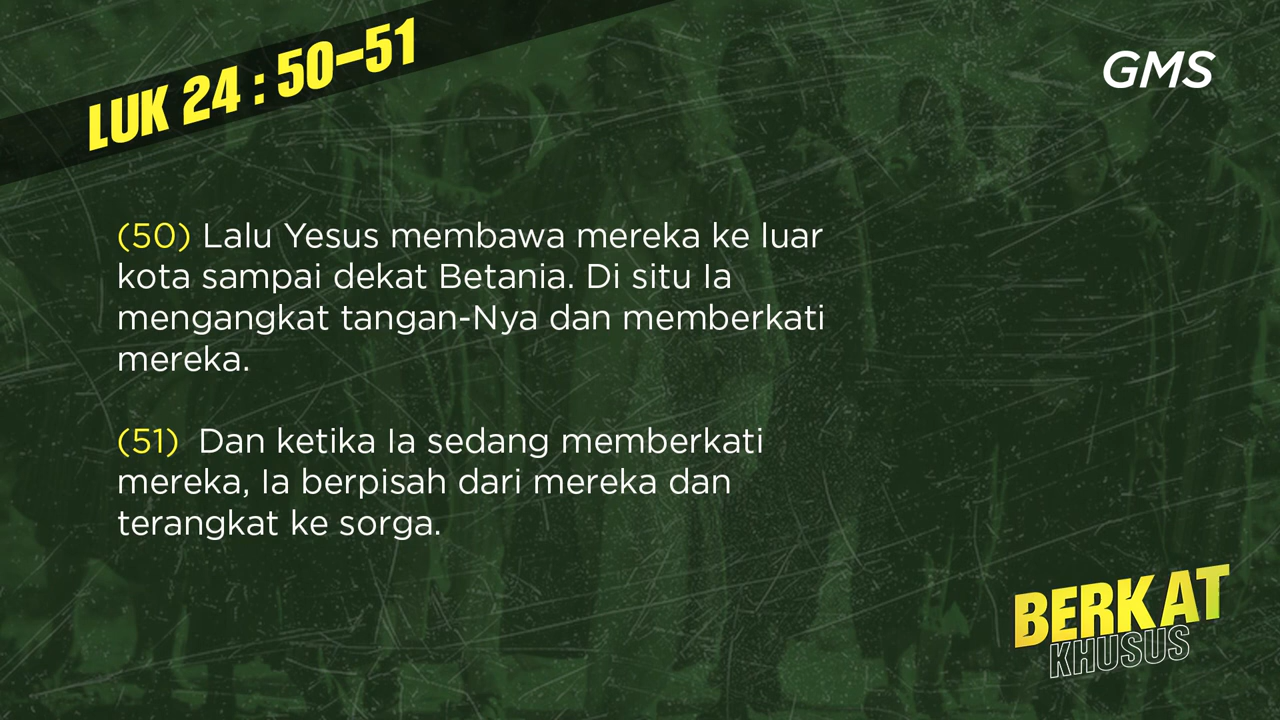 LUK 24 : 50–51
GMS
(50) Lalu Yesus membawa mereka ke luar
kota sampai dekat Betania. Di situ Ia
mengangkat tangan-Nya dan memberkati
mereka.
(51) Dan ketika Ia sedang memberkati
mereka, Ia berpisah dari mereka dan
terangkat ke sorga.
BERKAT
KHUSUS